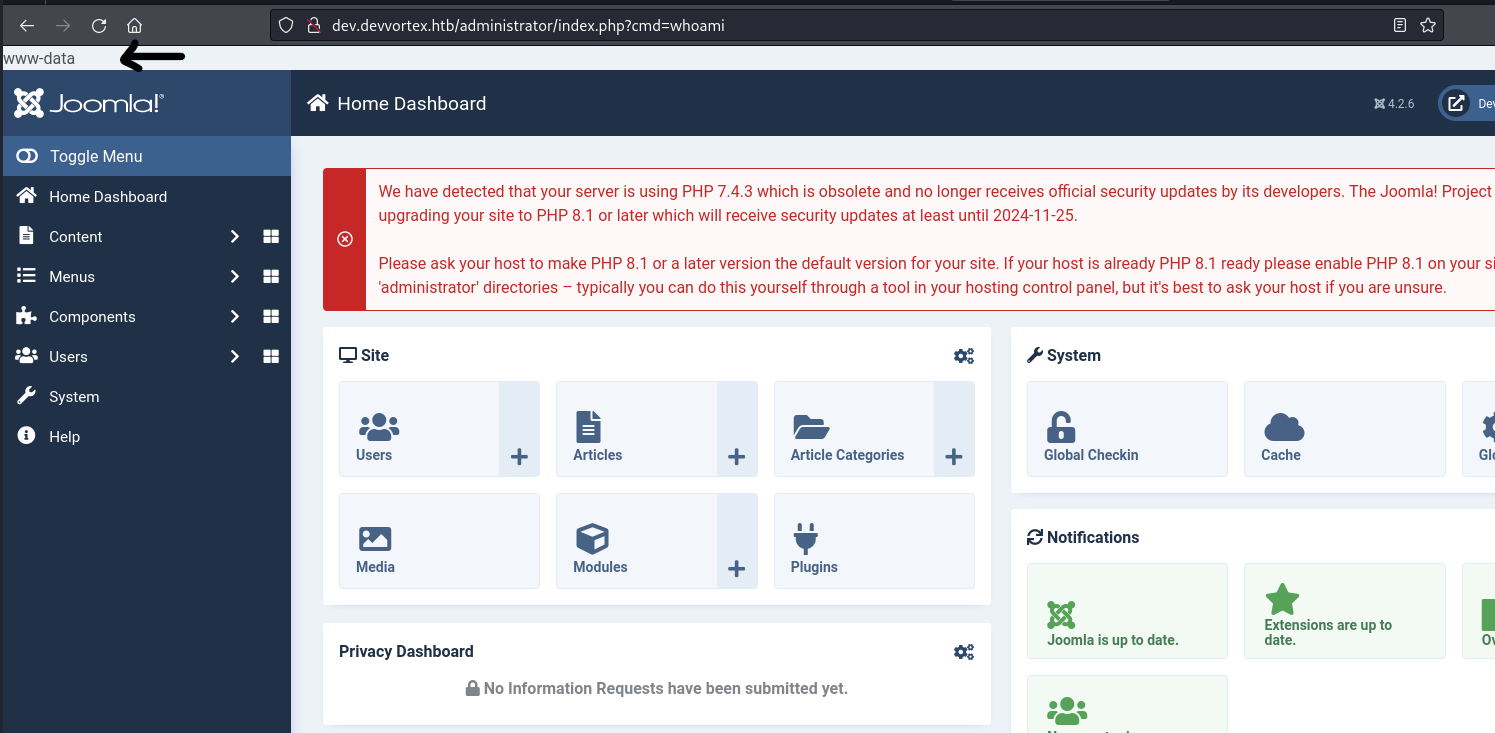 dev.devvortex.htb/administrator/index.php?cmd=whoami
www-data
Joomla!®
Home Dashboard
4.2.6
Toggle Menu
Home Dashboard
Content
Menus
Components
Users
System
Help
We have detected that your server is using PHP 7.4.3 which is obsolete and no longer receives official security updates by its developers. The Joomla! Project
upgrading your site to PHP 8.1 or later which will receive security updates at least until 2024-11-25.
Please ask your host to make PHP 8.1 or a later version the default version for your site. If your host is already PHP 8.1 ready please enable PHP 8.1 on your
'administrator' directories – typically you can do this yourself through a tool in your hosting control panel, but it's best to ask your host if you are unsure.
Site
Users
Articles
Article Categories
Media
Modules
Plugins
Privacy Dashboard
No Information Requests have been submitted yet.
System
Global Checkin
Cache
Notifications
Joomla is up to date.
Extensions are up to
date.